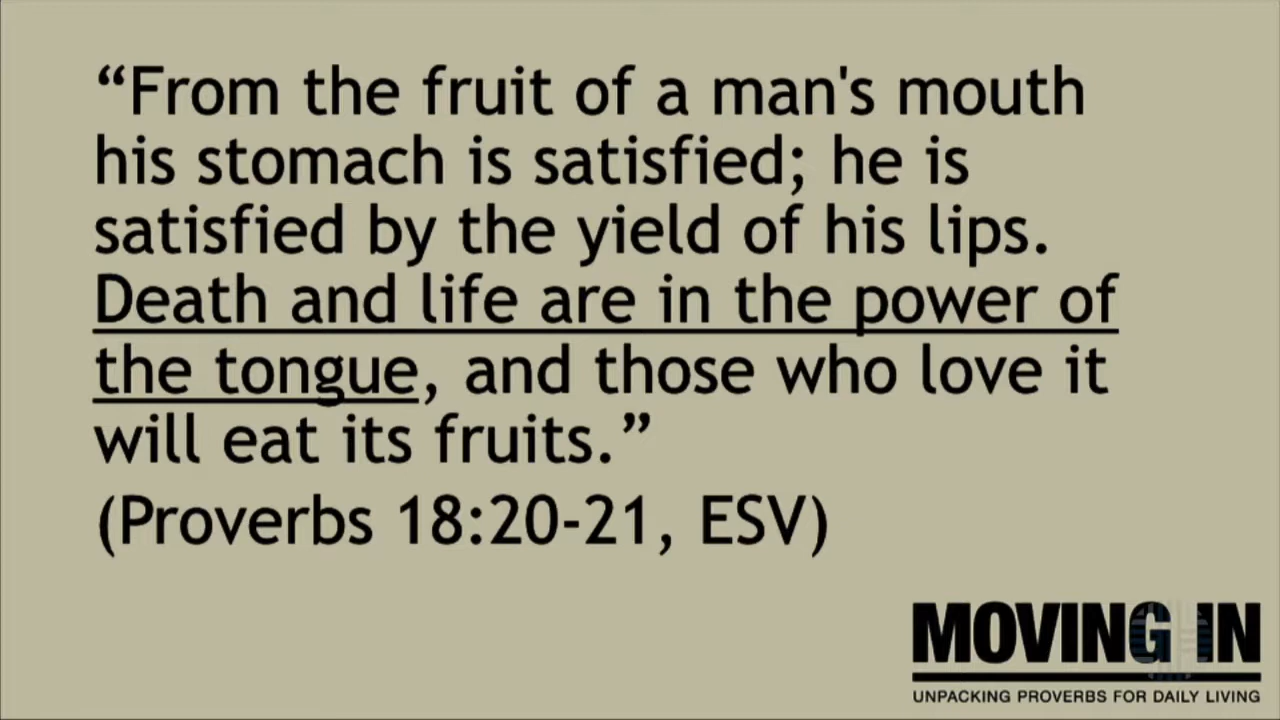 “From the fruit of a man's mouth
his stomach is satisfied; he is
satisfied by the yield of his lips.
Death and life are in the power of
the tongue, and those who love it
will eat its fruits.”
(Proverbs 18:20-21, ESV)
MOVING IN
UNPACKING PROVERBS FOR DAILY LIVING